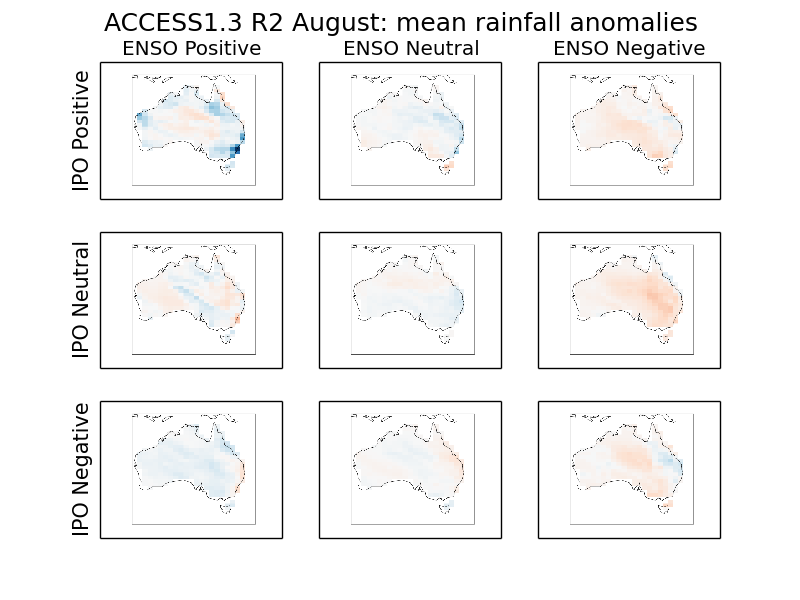 ACCESS1.3 R2 August: mean rainfall anomalies
ENSO Positive ENSO Neutral ENSO Negative
IPO Positive
IPO Neutral
IPO Negative